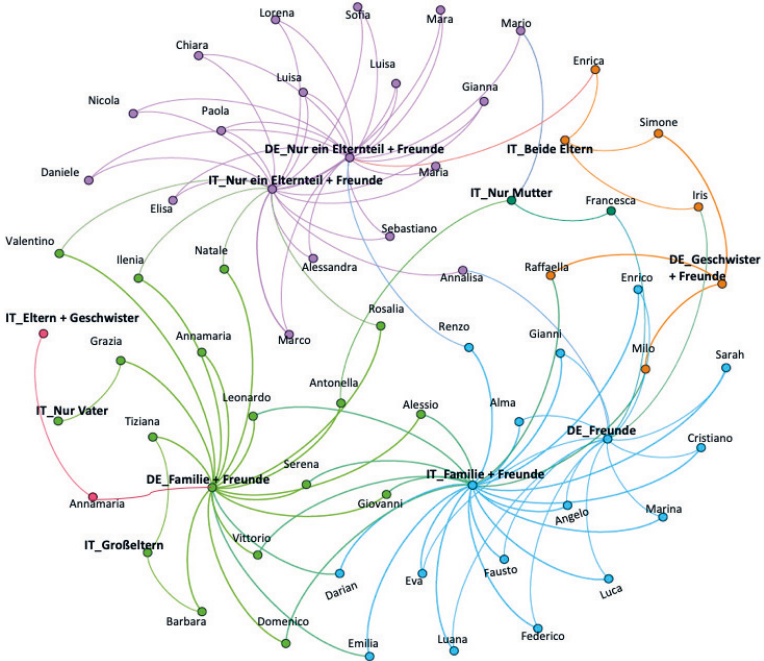 Lorena
Sofia
Mara
Mario
Chiara
Luisa
Luisa
Enrica
Gianna
Nicola
Paola
Simone
DE_Nur ein Elternteil + Freunde
IT_Beide Eltern
Daniele
IT_Nur ein Elternteil + Freunde
Maria
IT_Nur Mutter
Iris
Elisa
Francesca
Sebastiano
Valentino
Ilenia
Natale
Alessandra
Annalisa
Raffaella
Enrico
DE_Geschwister
+ Freunde
Rosalia
IT_Eltern + Geschwister
Grazia
Annamaria
Marco
Renzo
Gianni
Milo
Sarah
Leonardo
Antonella
Alessio
Alma
IT_Nur Vater
Tiziana
DE_Freunde
Cristiano
Serena
DE_Familie + Freunde
IT_Familie + Freunde
Annamaria
Giovanni
Angelo
Marina
Vittorio
IT_Großeltern
Darian
Eva
Fausto
Luca
Barbara
Domenico
Emilia
Luana
Federico